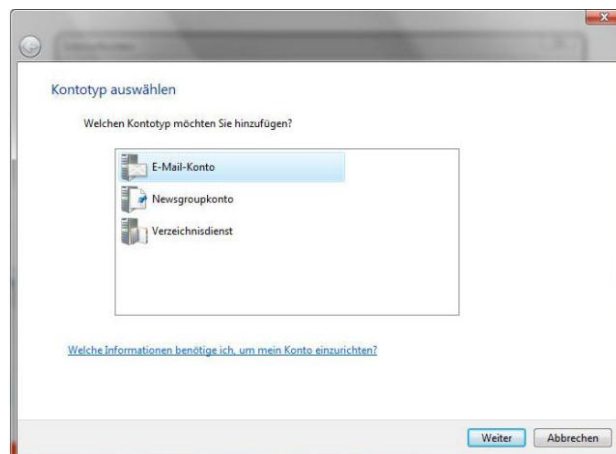 Kontotyp auswählen
Welchen Kontotyp möchten Sie hinzufügen?
E-Mail-Konto
Newsgroupkonto
Verzeichnisdienst
Welche Informationen benötige ich, um mein Konto einzurichten?
Weiter
Abbrechen